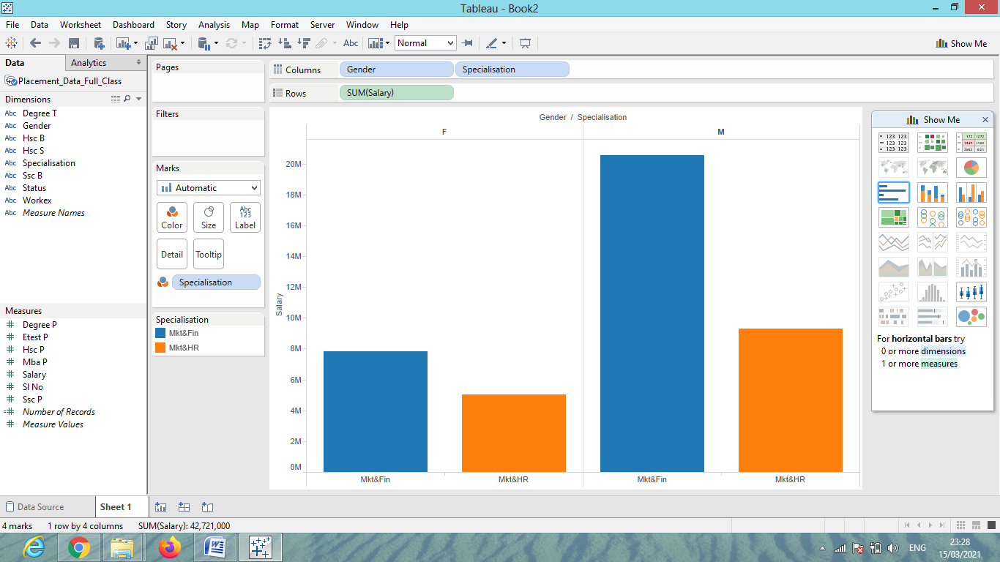 Tableau - Book2
File Data Worksheet Dashboard Story Analysis Map Format Server Window Help
Abc Normal Show Me
Data Analytics
Placement_Data_Full_Class
Dimensions
Abc Degree T
Abc Gender
Abc Hsc B
Abc Hsc S
Abc Specialisation
Abc Ssc B
Abc Status
Abc Workex
Abc Measure Names
Measures
Degree P
Etest P
Hsc P
Mba P
Salary
Sl No
Ssc P
Number of Records
Measure Values
Pages
Filters
Marks
Automatic
Color Size Abc 123 Label
Detail Tooltip
Specialisation
Specialisation
Mkt&Fin
Mkt&HR
Columns Gender Specialisation
Rows SUM(Salary)
Gender / Specialisation
F M
Salary
20M
18M
16M
14M
12M
10M
8M
6M
4M
2M
0M
Mkt&Fin Mkt&HR Mkt&Fin Mkt&HR
Show Me
For horizontal bars try
0 or more dimensions
1 or more measures
Data Source Sheet 1
4 marks 1 row by 4 columns SUM(Salary): 42,721,000
ENG
23:28
15/03/2021